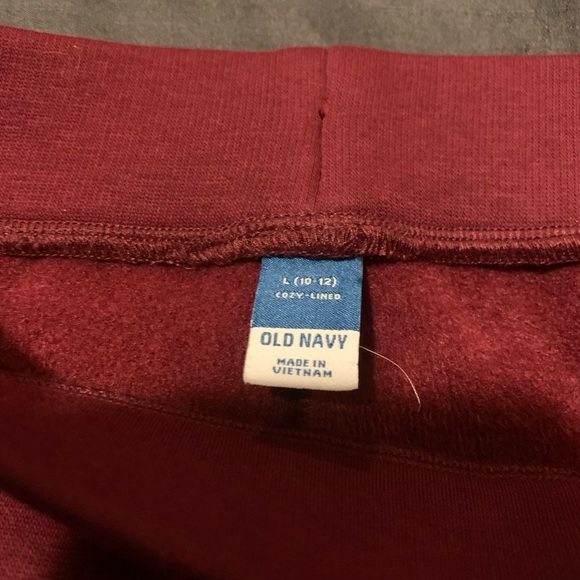 L (10-12)
COZY-LINED
OLD NAVY
MADE IN
VIETNAM